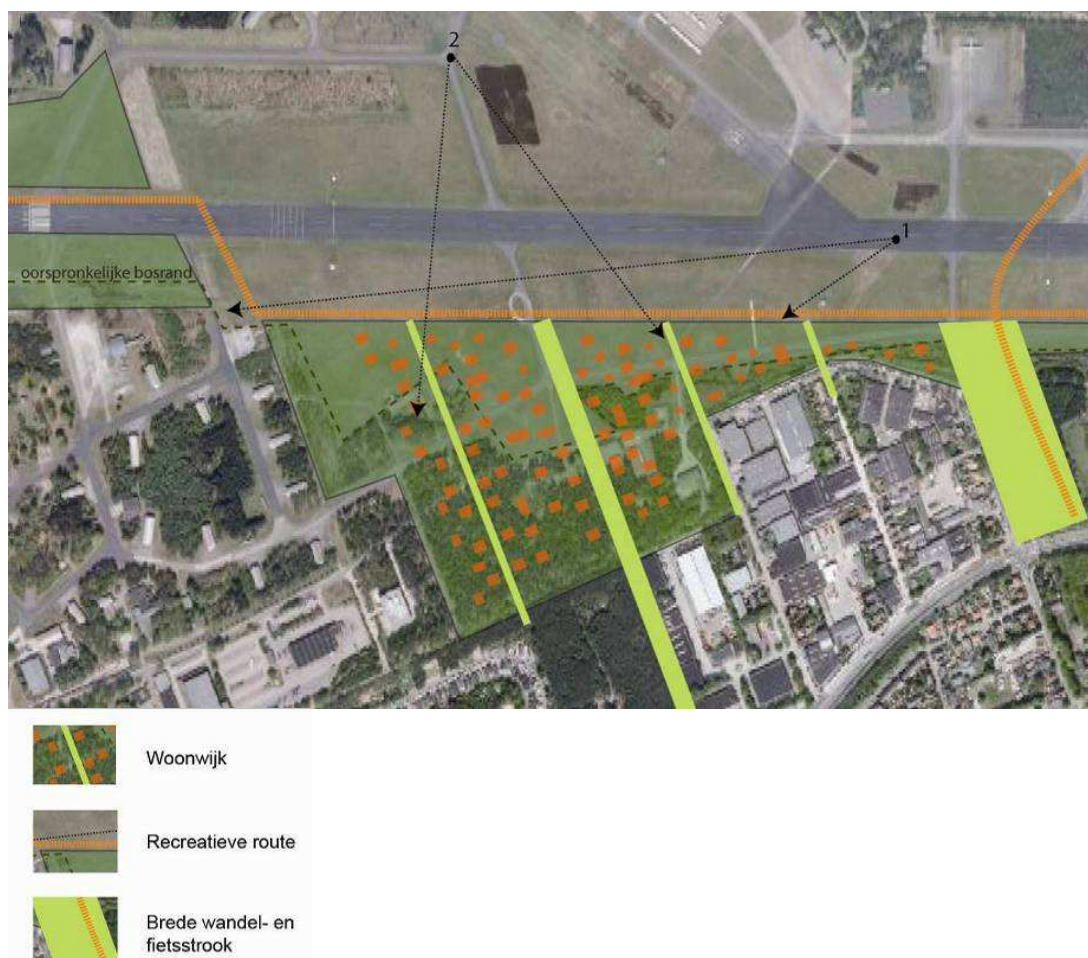 2
1
oorspronkelijke bosrand
Woonwijk
Recreatieve route
Brede wandel- en
fietsstrook